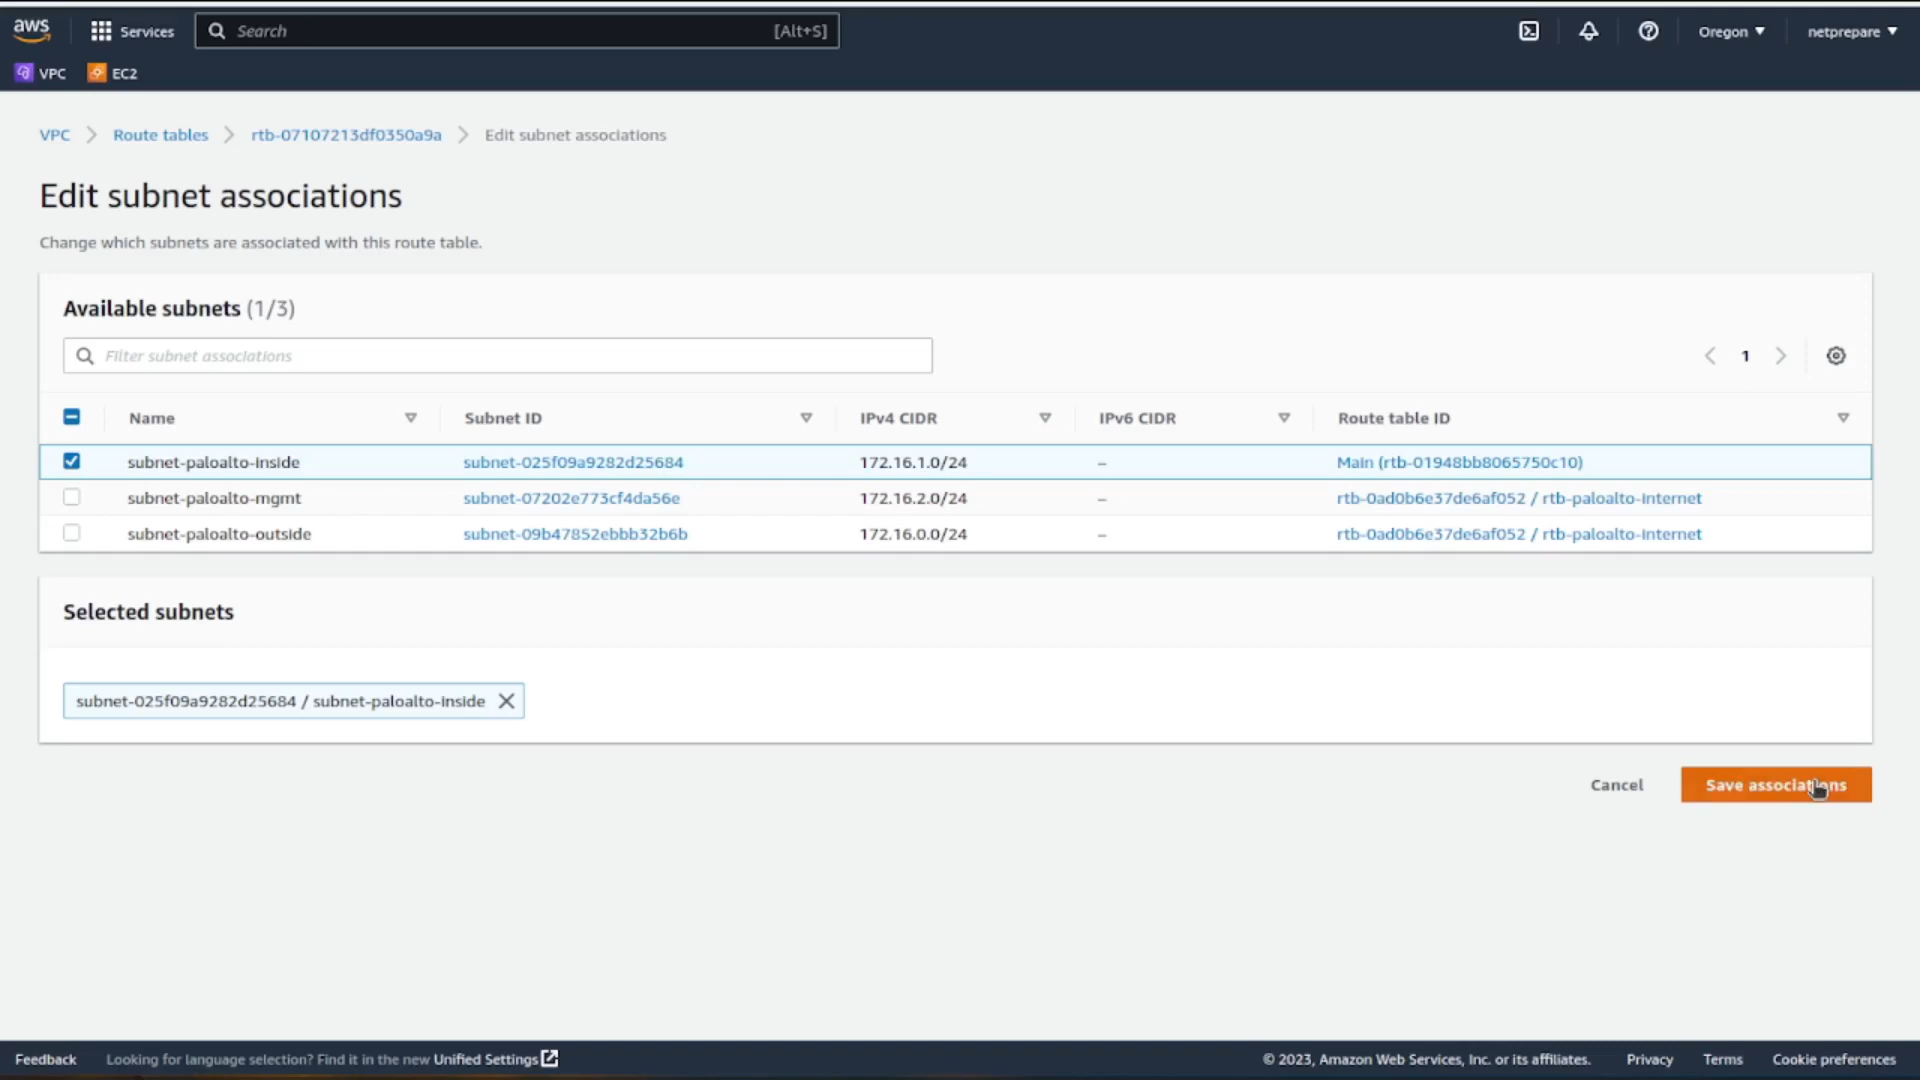 aws
Services
Search
[Alt+S]
Oregon
netprepare
VPC
EC2
VPC
Route tables
rtb-07107213df0350a9a
Edit subnet associations
Edit subnet associations
Change which subnets are associated with this route table.
Available subnets (1/3)
Filter subnet associations
1
Name
Subnet ID
IPv4 CIDR
IPv6 CIDR
Route table ID
subnet-paloalto-inside
subnet-025f09a9282d25684
172.16.1.0/24
–
Main (rtb-01948bb8065750c10)
subnet-paloalto-mgmt
subnet-07202e773cf4da56e
172.16.2.0/24
–
rtb-0ad0b6e37de6af052 / rtb-paloalto-internet
subnet-paloalto-outside
subnet-09b47852ebbb32b6b
172.16.0.0/24
–
rtb-0ad0b6e37de6af052 / rtb-paloalto-internet
Selected subnets
subnet-025f09a9282d25684 / subnet-paloalto-inside
Cancel
Save associations
Feedback
Looking for language selection? Find it in the new Unified Settings
© 2023, Amazon Web Services, Inc. or its affiliates.
Privacy
Terms
Cookie preferences